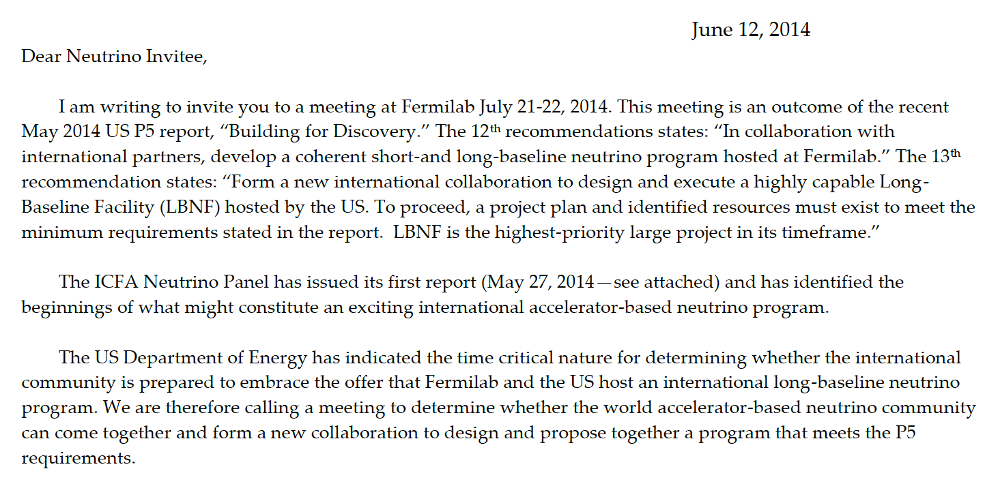 June 12, 2014
Dear Neutrino Invitee,
I am writing to invite you to a meeting at Fermilab July 21-22, 2014. This meeting is an outcome of the recent
May 2014 US P5 report, “Building for Discovery.” The 12th recommendations states: “In collaboration with
international partners, develop a coherent short-and long-baseline neutrino program hosted at Fermilab.” The 13th
recommendation states: “Form a new international collaboration to design and execute a highly capable Long-
Baseline Facility (LBNF) hosted by the US. To proceed, a project plan and identified resources must exist to meet the
minimum requirements stated in the report.  LBNF is the highest-priority large project in its timeframe.”
The ICFA Neutrino Panel has issued its first report (May 27, 2014—see attached) and has identified the
beginnings of what might constitute an exciting international accelerator-based neutrino program.
The US Department of Energy has indicated the time critical nature for determining whether the international
community is prepared to embrace the offer that Fermilab and the US host an international long-baseline neutrino
program. We are therefore calling a meeting to determine whether the world accelerator-based neutrino community
can come together and form a new collaboration to design and propose together a program that meets the P5
requirements.